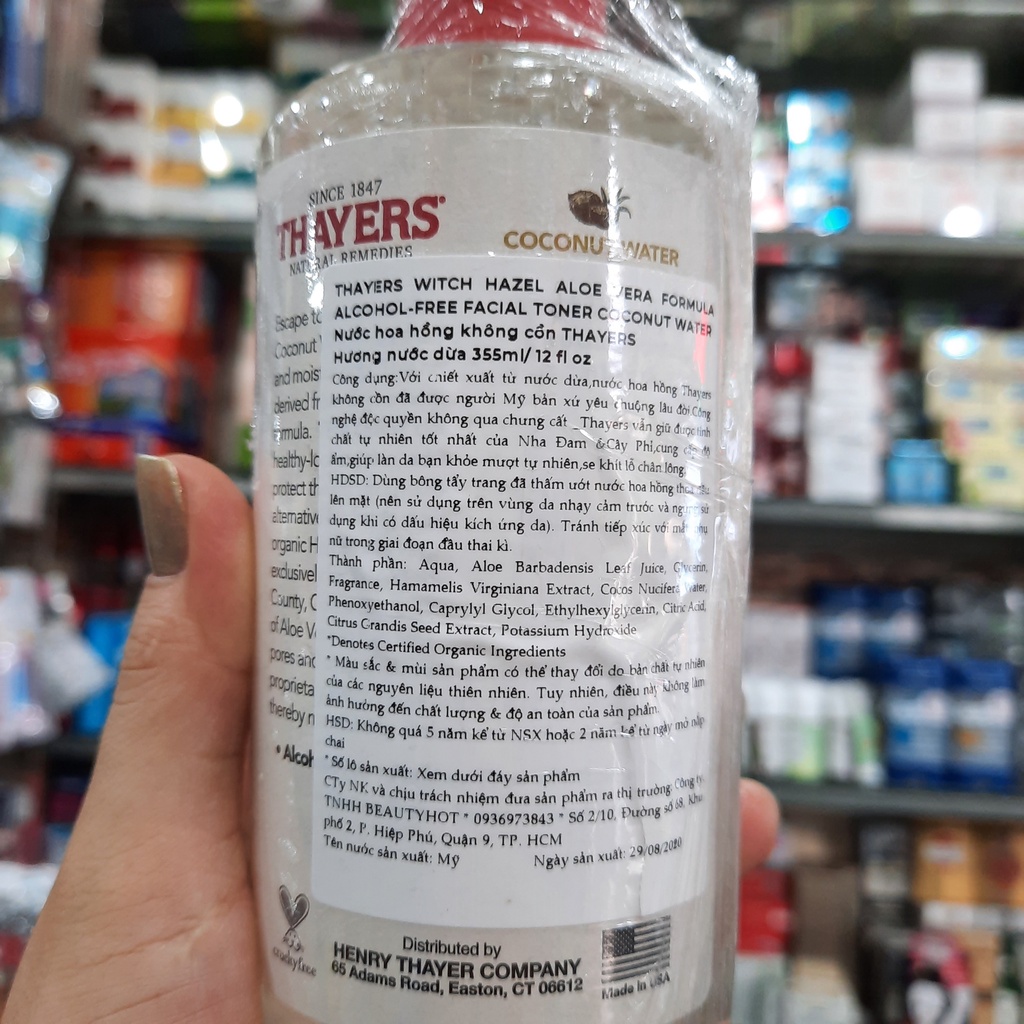 SINCE 1847
THAYERS
NATURAL REMEDIES
COCONUT WATER
Escape to
Coconut
and mois
derived fr
ormula.
healthy-lo
protect th
alternativ
organic H
exclusivel
County, C
of Aloe V
pores and
proprieta
thereby n
• Alcoh
THAYERS WITCH HAZEL ALOE VERA FORMULA
ALCOHOL-FREE FACIAL TONER COCONUT WATER
Nước hoa hồng không cồn THAYERS
Hương nước dừa 355ml/ 12 fl oz
Công dụng:Với chiết xuất từ nước dừa,nước hoa hồng Thayers
không cồn đã được người Mỹ bản xứ yêu chuộng lâu đời.Công
nghệ độc quyền không qua chưng cất _Thayers vẫn giữ được tính
chất tự nhiên tốt nhất của Nha Đam &Cây Phỉ,cung cấp độ
ẩm,giúp làn da bạn khỏe mượt tự nhiên,se khít lỗ chân lông.
HDSD: Dùng bông tẩy trang đã thấm ướt nước hoa hồng thoa đều
lên mặt (nên sử dụng trên vùng da nhạy cảm trước và ngưng sử
dụng khi có dấu hiệu kích ứng da). Tránh tiếp xúc với mắt, phụ
nữ trong giai đoạn đầu thai kì.
Thành phần: Aqua, Aloe Barbadensis Leaf Juice, Glycerin,
Fragrance, Hamamelis Virginiana Extract, Cocos Nucifera Water,
Phenoxyethanol, Caprylyl Glycol, Ethylhexylglycerin, Citric Acid,
Citrus Grandis Seed Extract, Potassium Hydroxide
*Denotes Certified Organic Ingredients
* Màu sắc & mùi sản phẩm có thể thay đổi do bản chất tự nhiên
của các nguyên liệu thiên nhiên. Tuy nhiên, điều này không làm
ảnh hưởng đến chất lượng & độ an toàn của sản phẩm.
HSD: Không quá 5 năm kể từ NSX hoặc 2 năm kể từ ngày mở nắp
chai
* Số lô sản xuất: Xem dưới đáy sản phẩm
CTy NK và chịu trách nhiệm đưa sản phẩm ra thị trường: Công ty
TNHH BEAUTYHOT * 0936973843 * Số 2/10, Đường số 68, Khu
phố 2, P. Hiệp Phú, Quận 9, TP. HCM
Tên nước sản xuất: Mỹ Ngày sản xuất: 29/08/2020
crueltyfree
Distributed by
HENRY THAYER COMPANY
65 Adams Road, Easton, CT 06612
Made in USA